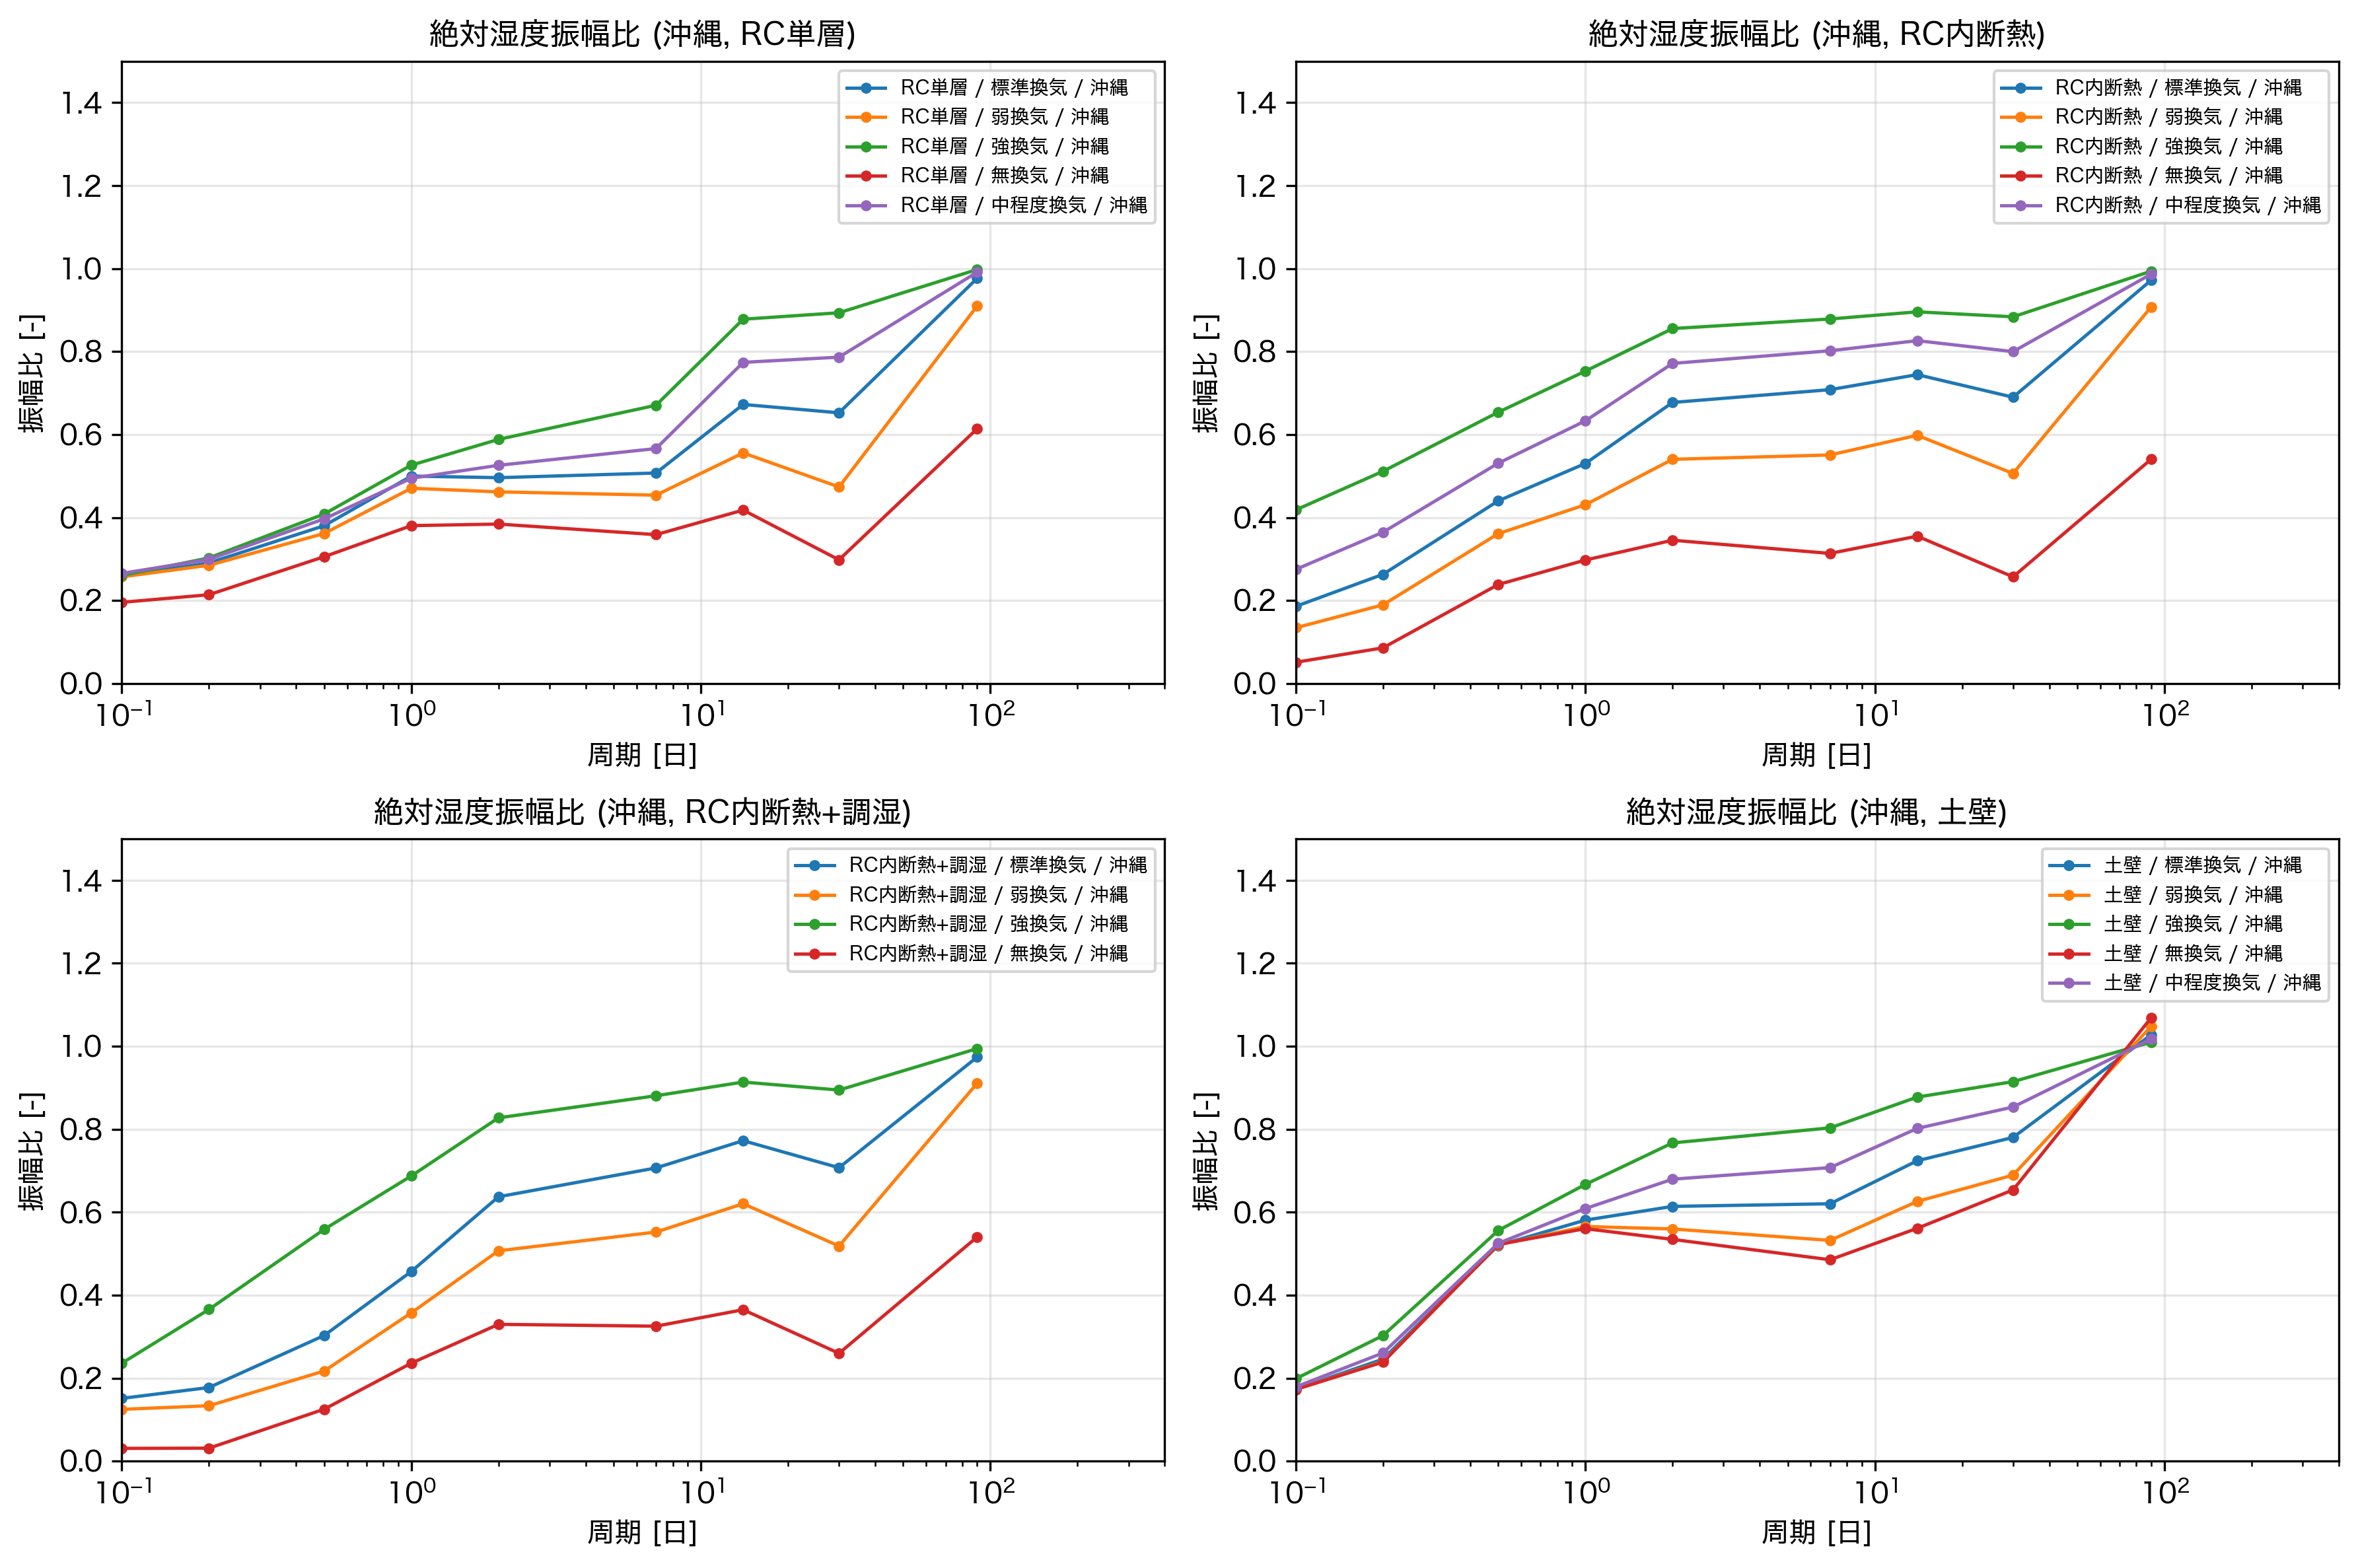 絶対湿度振幅比 (沖縄, RC単層)
振幅比 [-]
1.4
1.2
1.0
0.8
0.6
0.4
0.2
0.0
RC単層 / 標準換気 / 沖縄
RC単層 / 弱換気 / 沖縄
RC単層 / 強換気 / 沖縄
RC単層 / 無換気 / 沖縄
RC単層 / 中程度換気 / 沖縄
10⁻¹ 10⁰ 10¹ 10²
周期 [日]
絶対湿度振幅比 (沖縄, RC内断熱)
振幅比 [-]
1.4
1.2
1.0
0.8
0.6
0.4
0.2
0.0
RC内断熱 / 標準換気 / 沖縄
RC内断熱 / 弱換気 / 沖縄
RC内断熱 / 強換気 / 沖縄
RC内断熱 / 無換気 / 沖縄
RC内断熱 / 中程度換気 / 沖縄
10⁻¹ 10⁰ 10¹ 10²
周期 [日]
絶対湿度振幅比 (沖縄, RC内断熱+調湿)
振幅比 [-]
1.4
1.2
1.0
0.8
0.6
0.4
0.2
0.0
RC内断熱+調湿 / 標準換気 / 沖縄
RC内断熱+調湿 / 弱換気 / 沖縄
RC内断熱+調湿 / 強換気 / 沖縄
RC内断熱+調湿 / 無換気 / 沖縄
10⁻¹ 10⁰ 10¹ 10²
周期 [日]
絶対湿度振幅比 (沖縄, 土壁)
振幅比 [-]
1.4
1.2
1.0
0.8
0.6
0.4
0.2
0.0
土壁 / 標準換気 / 沖縄
土壁 / 弱換気 / 沖縄
土壁 / 強換気 / 沖縄
土壁 / 無換気 / 沖縄
土壁 / 中程度換気 / 沖縄
10⁻¹ 10⁰ 10¹ 10²
周期 [日]